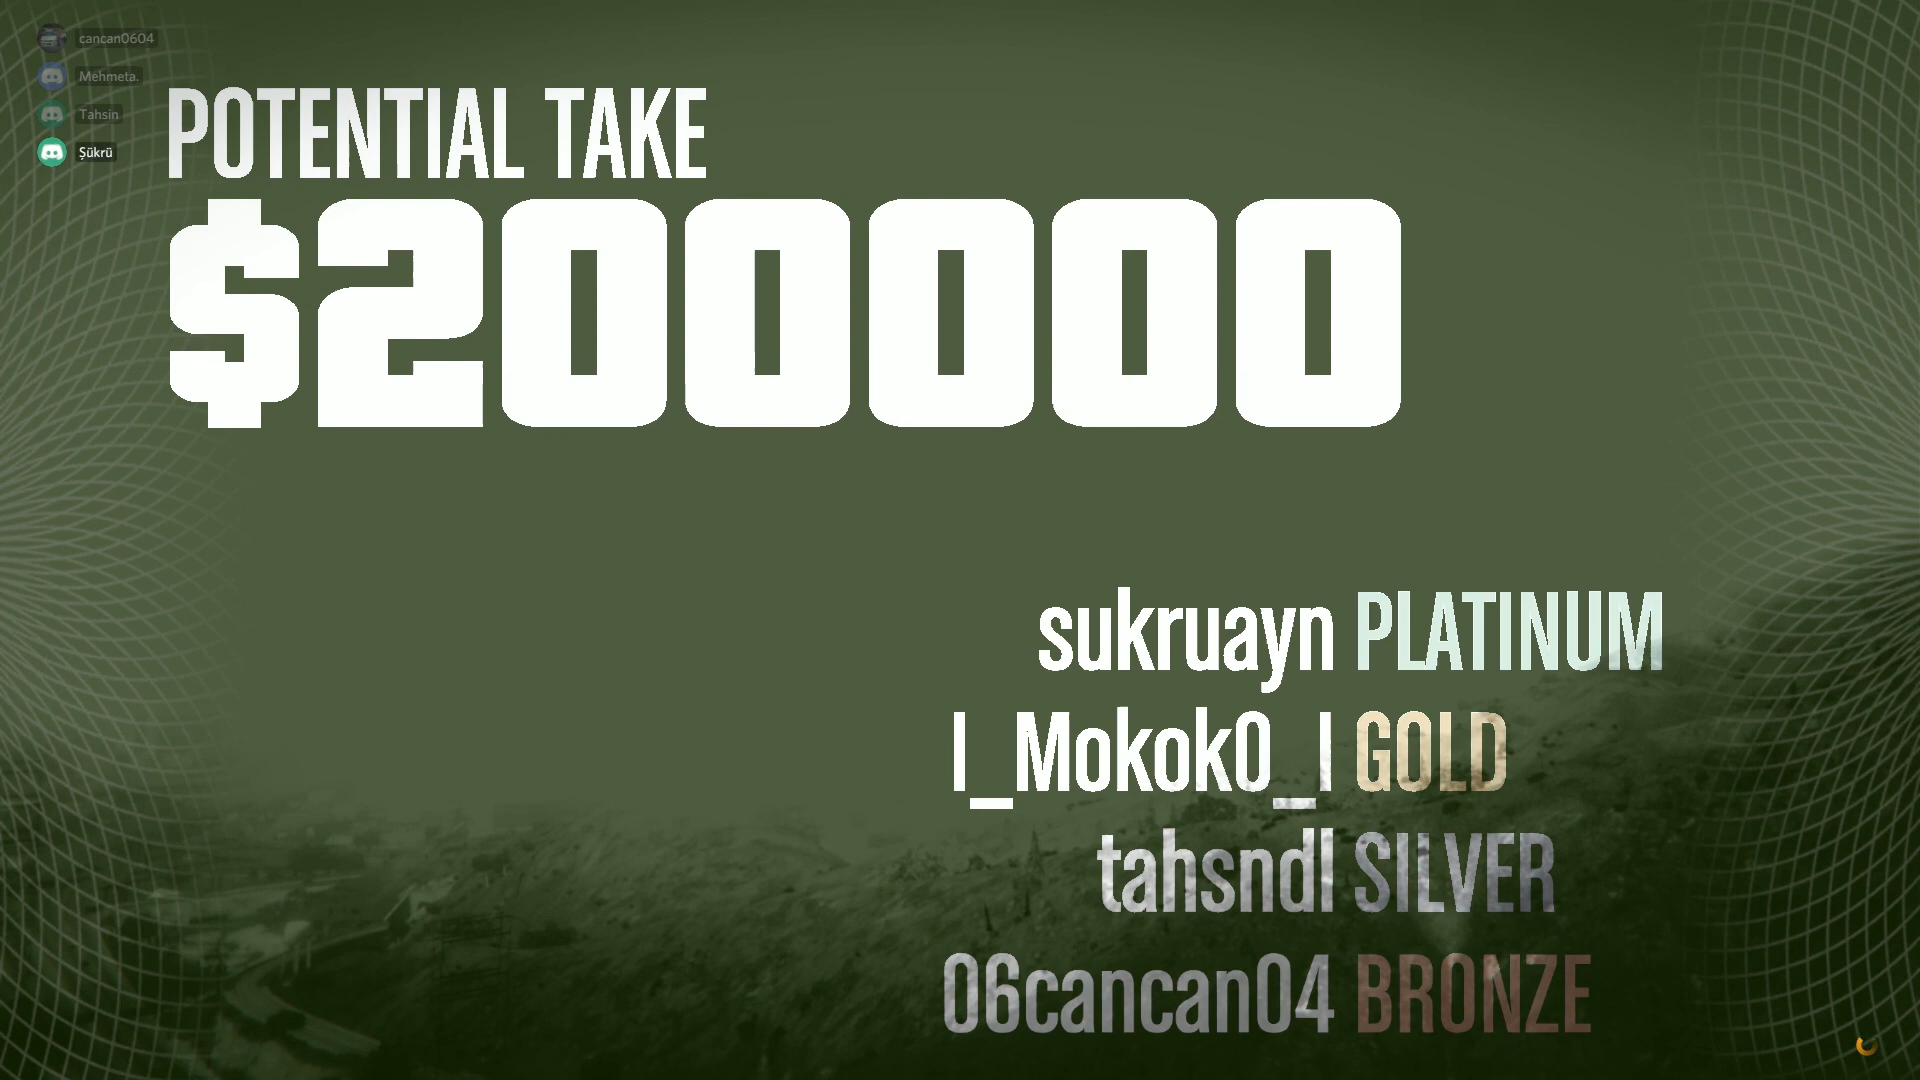 cancan0604
Mehmeta.
Tahsin
Şükrü
POTENTIAL TAKE
$200000
sukruayn PLATINUM
I_Mokok0_I GOLD
tahsndl SILVER
06cancan04 BRONZE